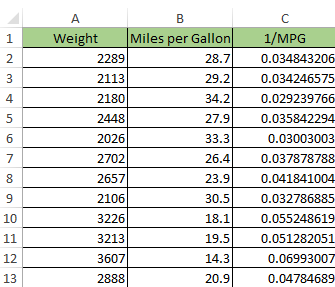 A B C
1 Weight Miles per Gallon 1/MPG
2 2289 28.7 0.034843206
3 2113 29.2 0.034246575
4 2180 34.2 0.029239766
5 2448 27.9 0.035842294
6 2026 33.3 0.03003003
7 2702 26.4 0.037878788
8 2657 23.9 0.041841004
9 2106 30.5 0.032786885
10 3226 18.1 0.055248619
11 3213 19.5 0.051282051
12 3607 14.3 0.06993007
13 2888 20.9 0.04784689